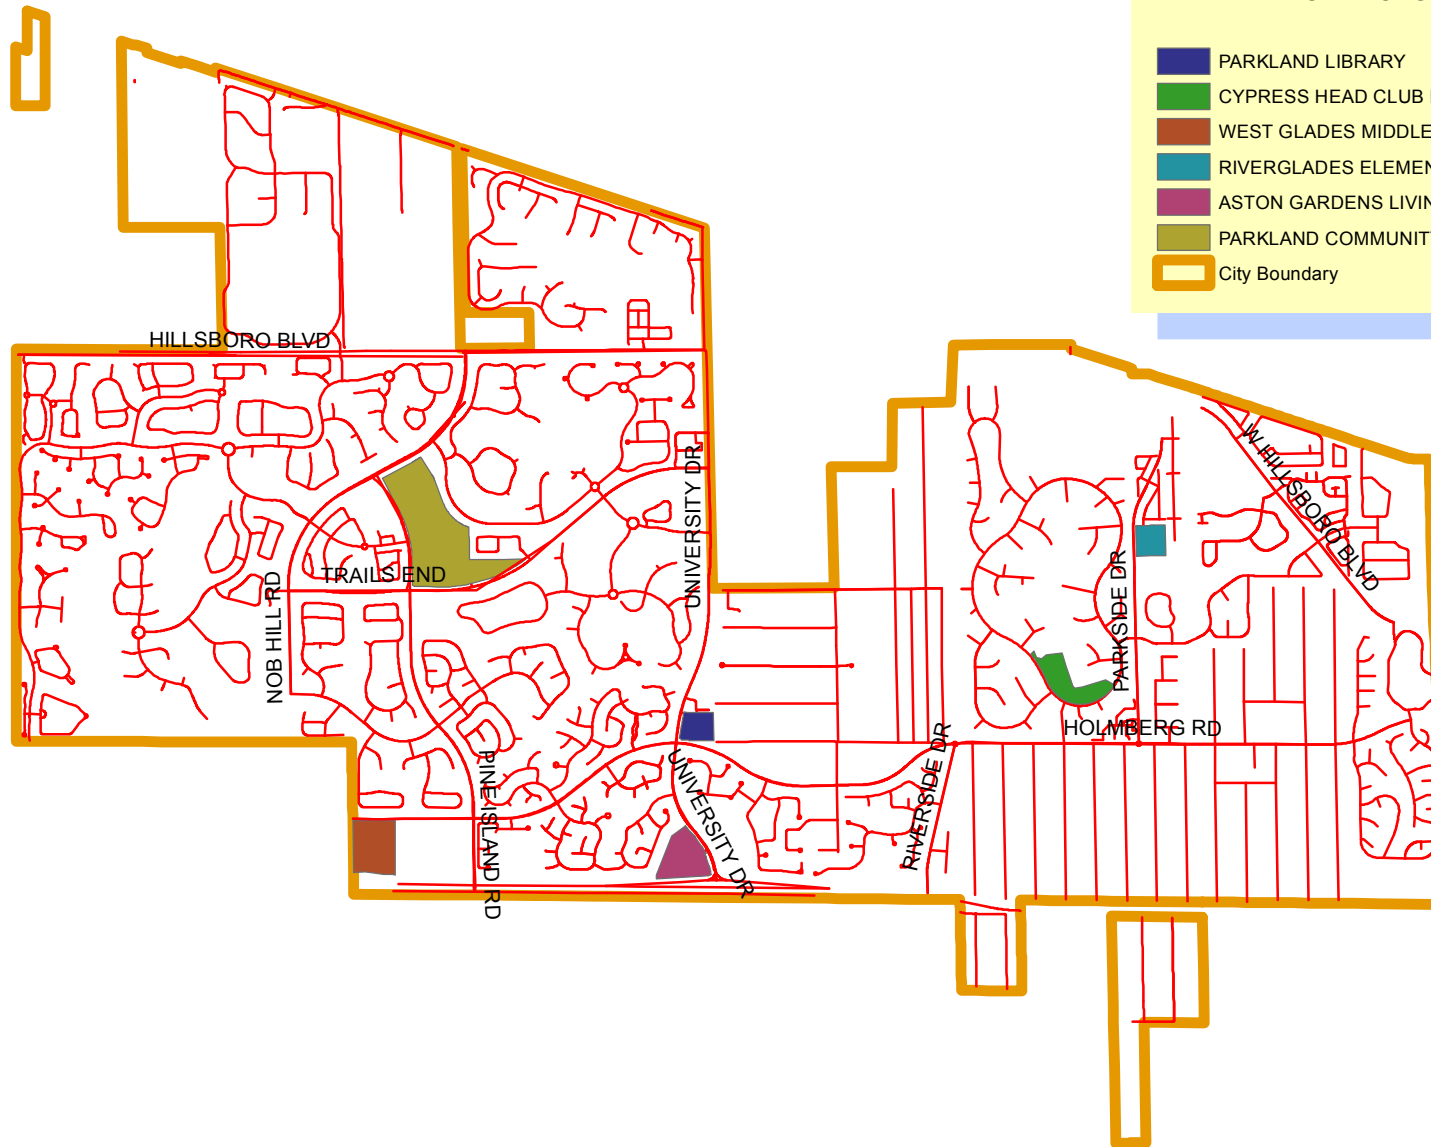 PARKLAND LIBRARY
CYPRESS HEAD CLUB
WEST GLADES MIDDLE
RIVERGLADES ELEMEN
ASTON GARDENS LIVIN
PARKLAND COMMUNIT
City Boundary
HILLSBORO BLVD
W HILLSBORO BLVD
UNIVERSITY DR
TRAILS END
NOB HILL RD
PARKSIDE DR
HOLMBERG RD
RIVERSIDE DR
PINE ISLAND RD
UNIVERSITY DR